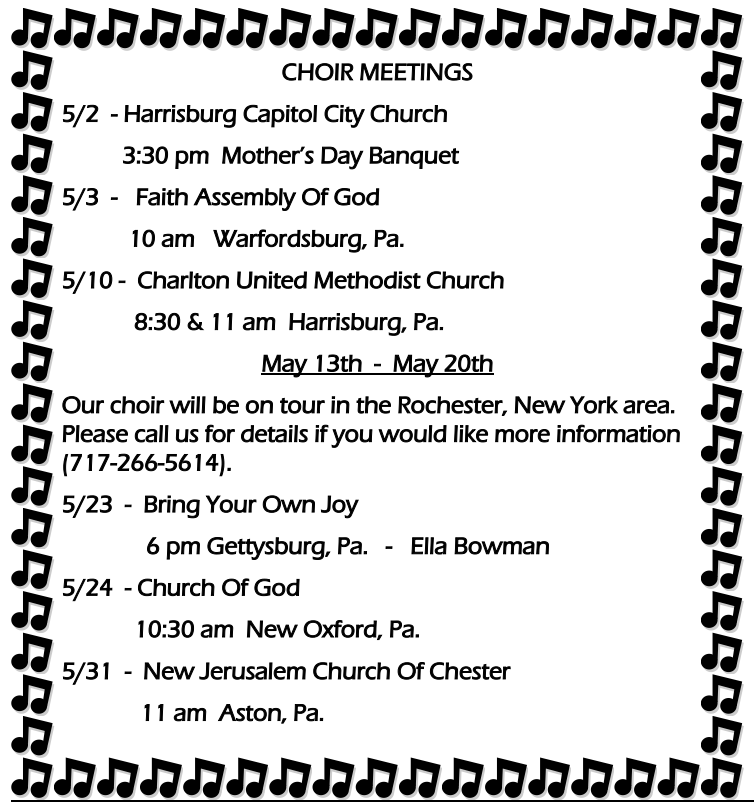 CHOIR MEETINGS
5/2 - Harrisburg Capitol City Church
3:30 pm Mother's Day Banquet
5/3 - Faith Assembly Of God
10 am Warfordsburg, Pa.
5/10 - Charlton United Methodist Church
8:30 & 11 am Harrisburg, Pa.
May 13th - May 20th
Our choir will be on tour in the Rochester, New York area.
Please call us for details if you would like more information
(717-266-5614).
5/23 - Bring Your Own Joy
6 pm Gettysburg, Pa. - Ella Bowman
5/24 - Church Of God
10:30 am New Oxford, Pa.
5/31 - New Jerusalem Church Of Chester
11 am Aston, Pa.